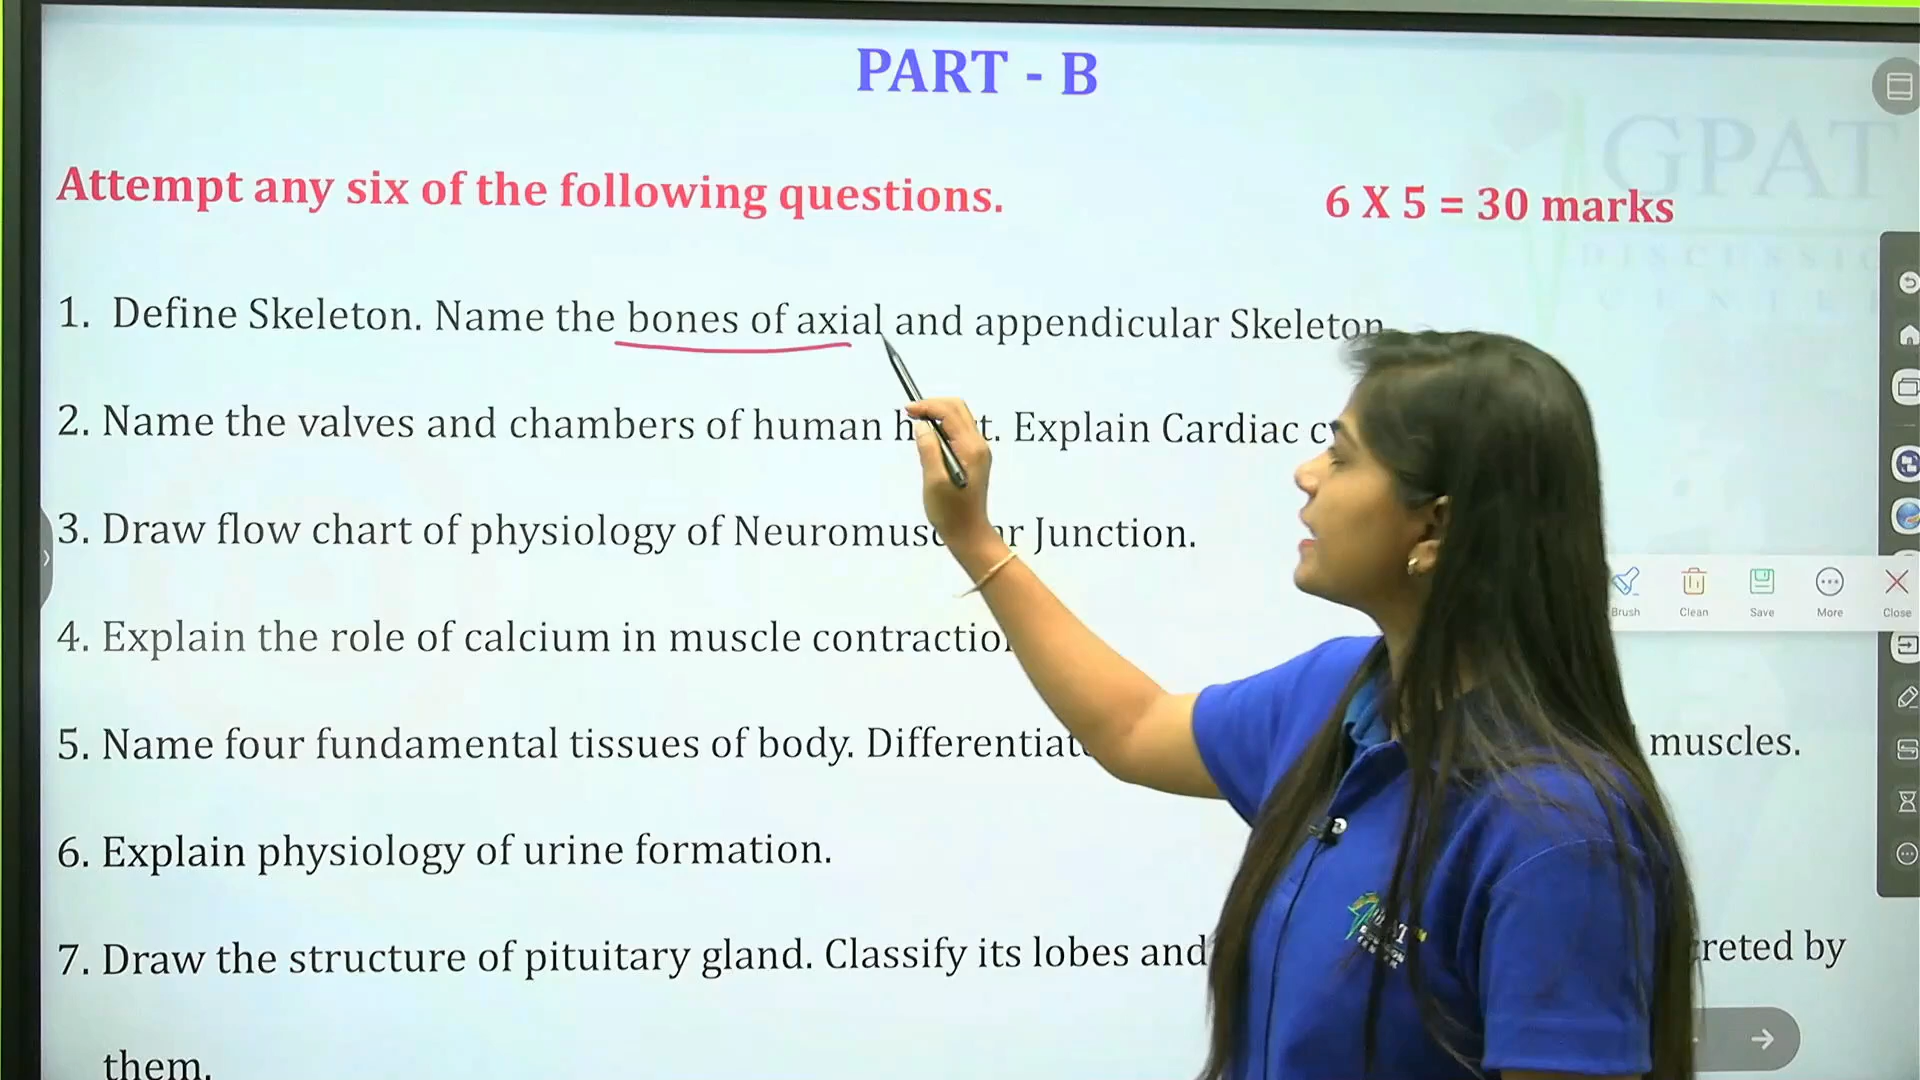 PART - B
GPAT
Attempt any six of the following questions.
6 X 5 = 30 marks
DISCUSSIO
CENTE
1. Define Skeleton. Name the bones of axial and appendicular Skeleton
2. Name the valves and chambers of human . Explain Cardiac
3. Draw flow chart of physiology of Junction.
4. Explain the role of calcium in muscle
Brush
Clean
Save
More
Close
5. Name four fundamental tissues of body. muscles.
6. Explain physiology of urine formation.
7. Draw the structure of pituitary gland. Classify its lobes and by
them.